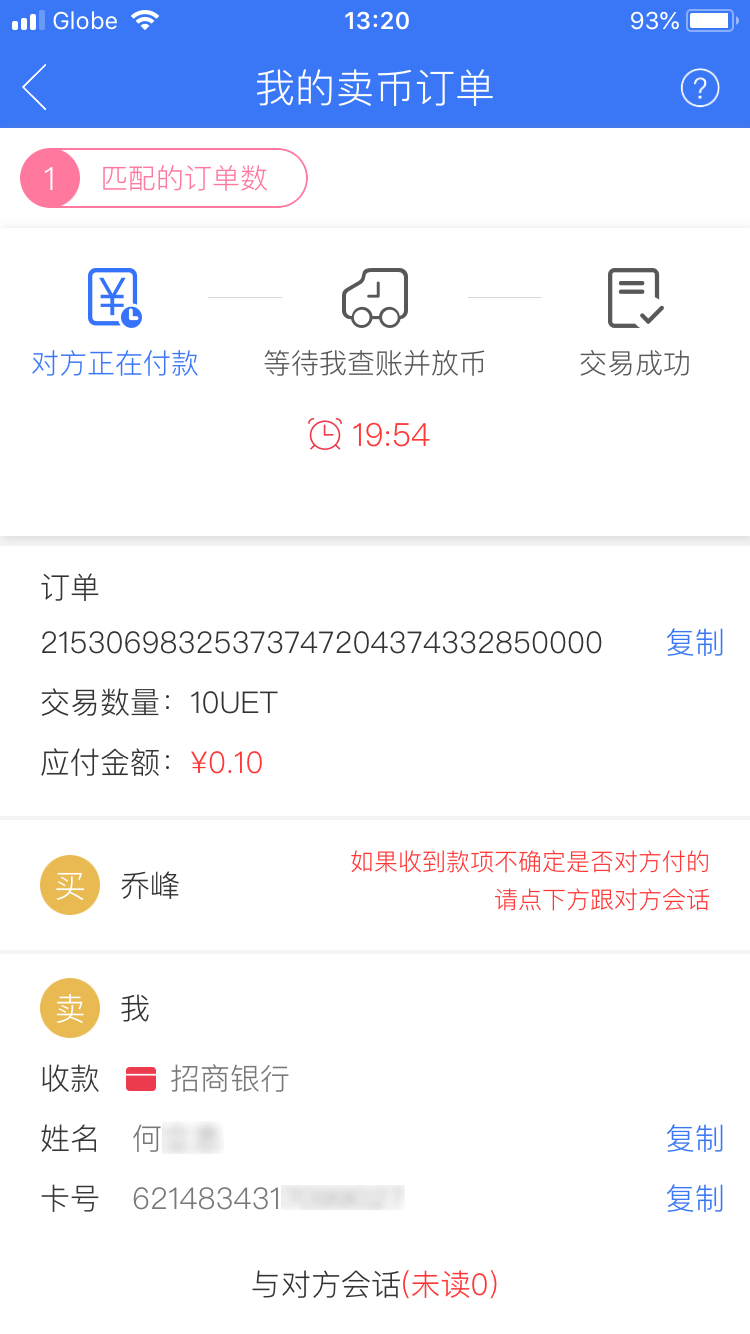 Globe 13:20 93%
我的卖币订单 ?
1 匹配的订单数
对方正在付款 等待我查账并放币 交易成功
19:54
订单
2153069832537374720437433285​0000 复制
交易数量: 10UET
应付金额: ¥0.10
买 乔峰
如果收到款项不确定是否对方付的
请点下方跟对方会话
卖 我
收款 招商银行
姓名 何 复制
卡号 621483431 复制
与对方会话(未读0)